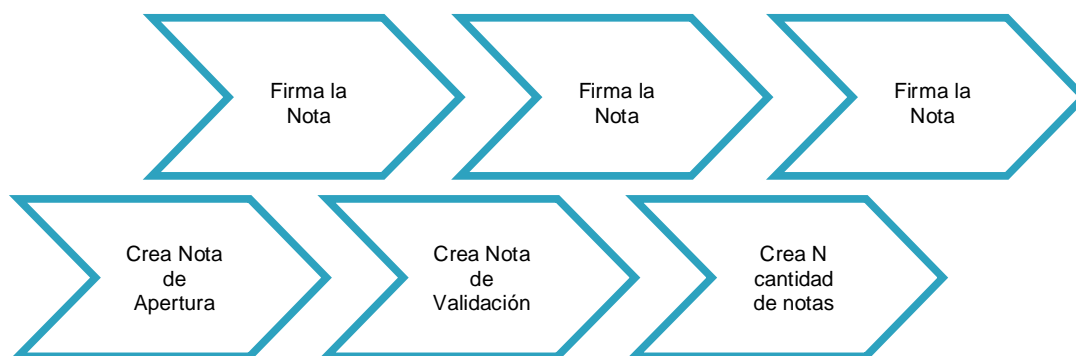 Firma la
Nota
Firma la
Nota
Firma la
Nota
Crea Nota
de
Apertura
Crea Nota
de
Validación
Crea N
cantidad
de notas